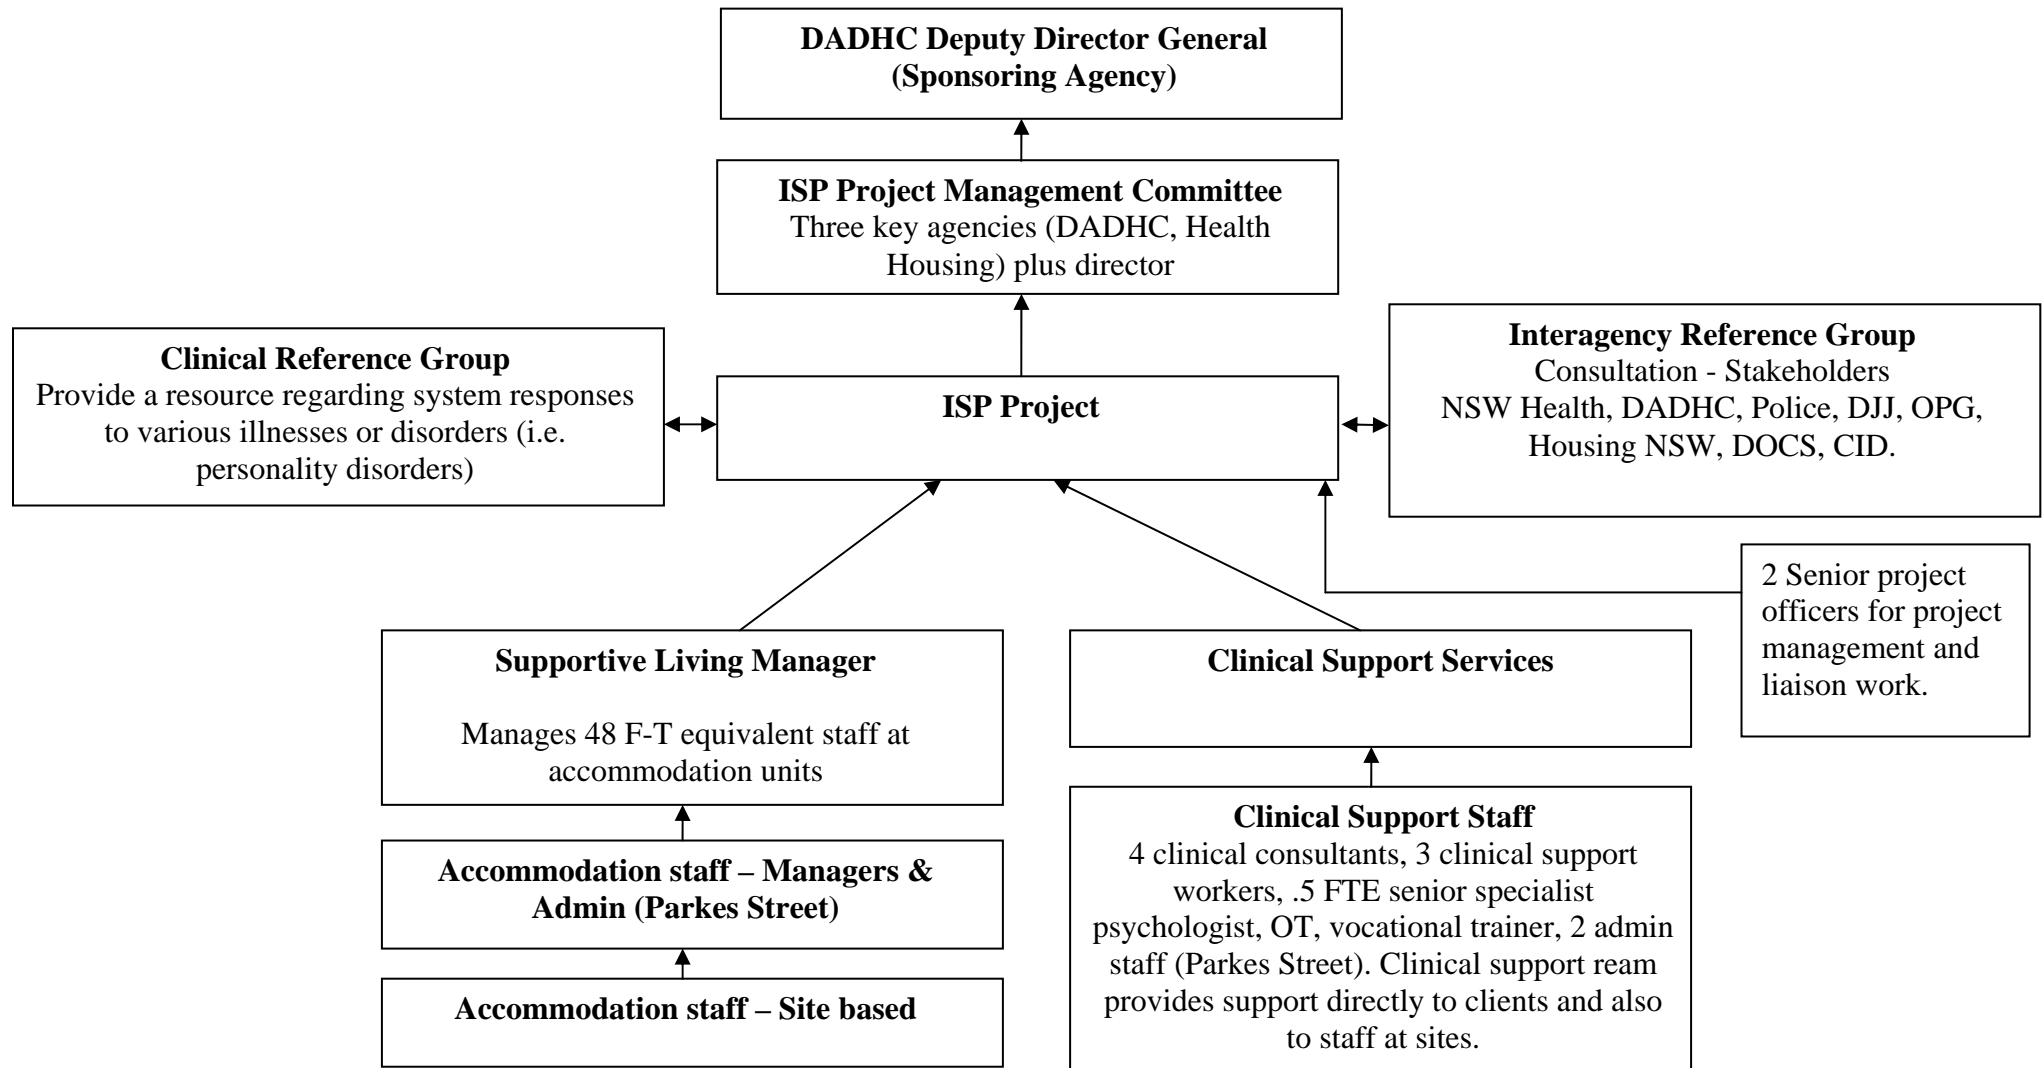 DADHC Deputy Director General
(Sponsoring Agency)
ISP Project Management Committee
Three key agencies (DADHC, Health
Housing) plus director
Clinical Reference Group
Provide a resource regarding system responses
to various illnesses or disorders (i.e.
personality disorders)
ISP Project
Interagency Reference Group
Consultation - Stakeholders
NSW Health, DADHC, Police, DJJ, OPG,
Housing NSW, DOCS, CID.
2 Senior project
officers for project
management and
liaison work.
Supportive Living Manager
Manages 48 F-T equivalent staff at
accommodation units
Clinical Support Services
Accommodation staff – Managers &
Admin (Parkes Street)
Accommodation staff – Site based
Clinical Support Staff
4 clinical consultants, 3 clinical support
workers, .5 FTE senior specialist
psychologist, OT, vocational trainer, 2 admin
staff (Parkes Street). Clinical support ream
provides support directly to clients and also
to staff at sites.